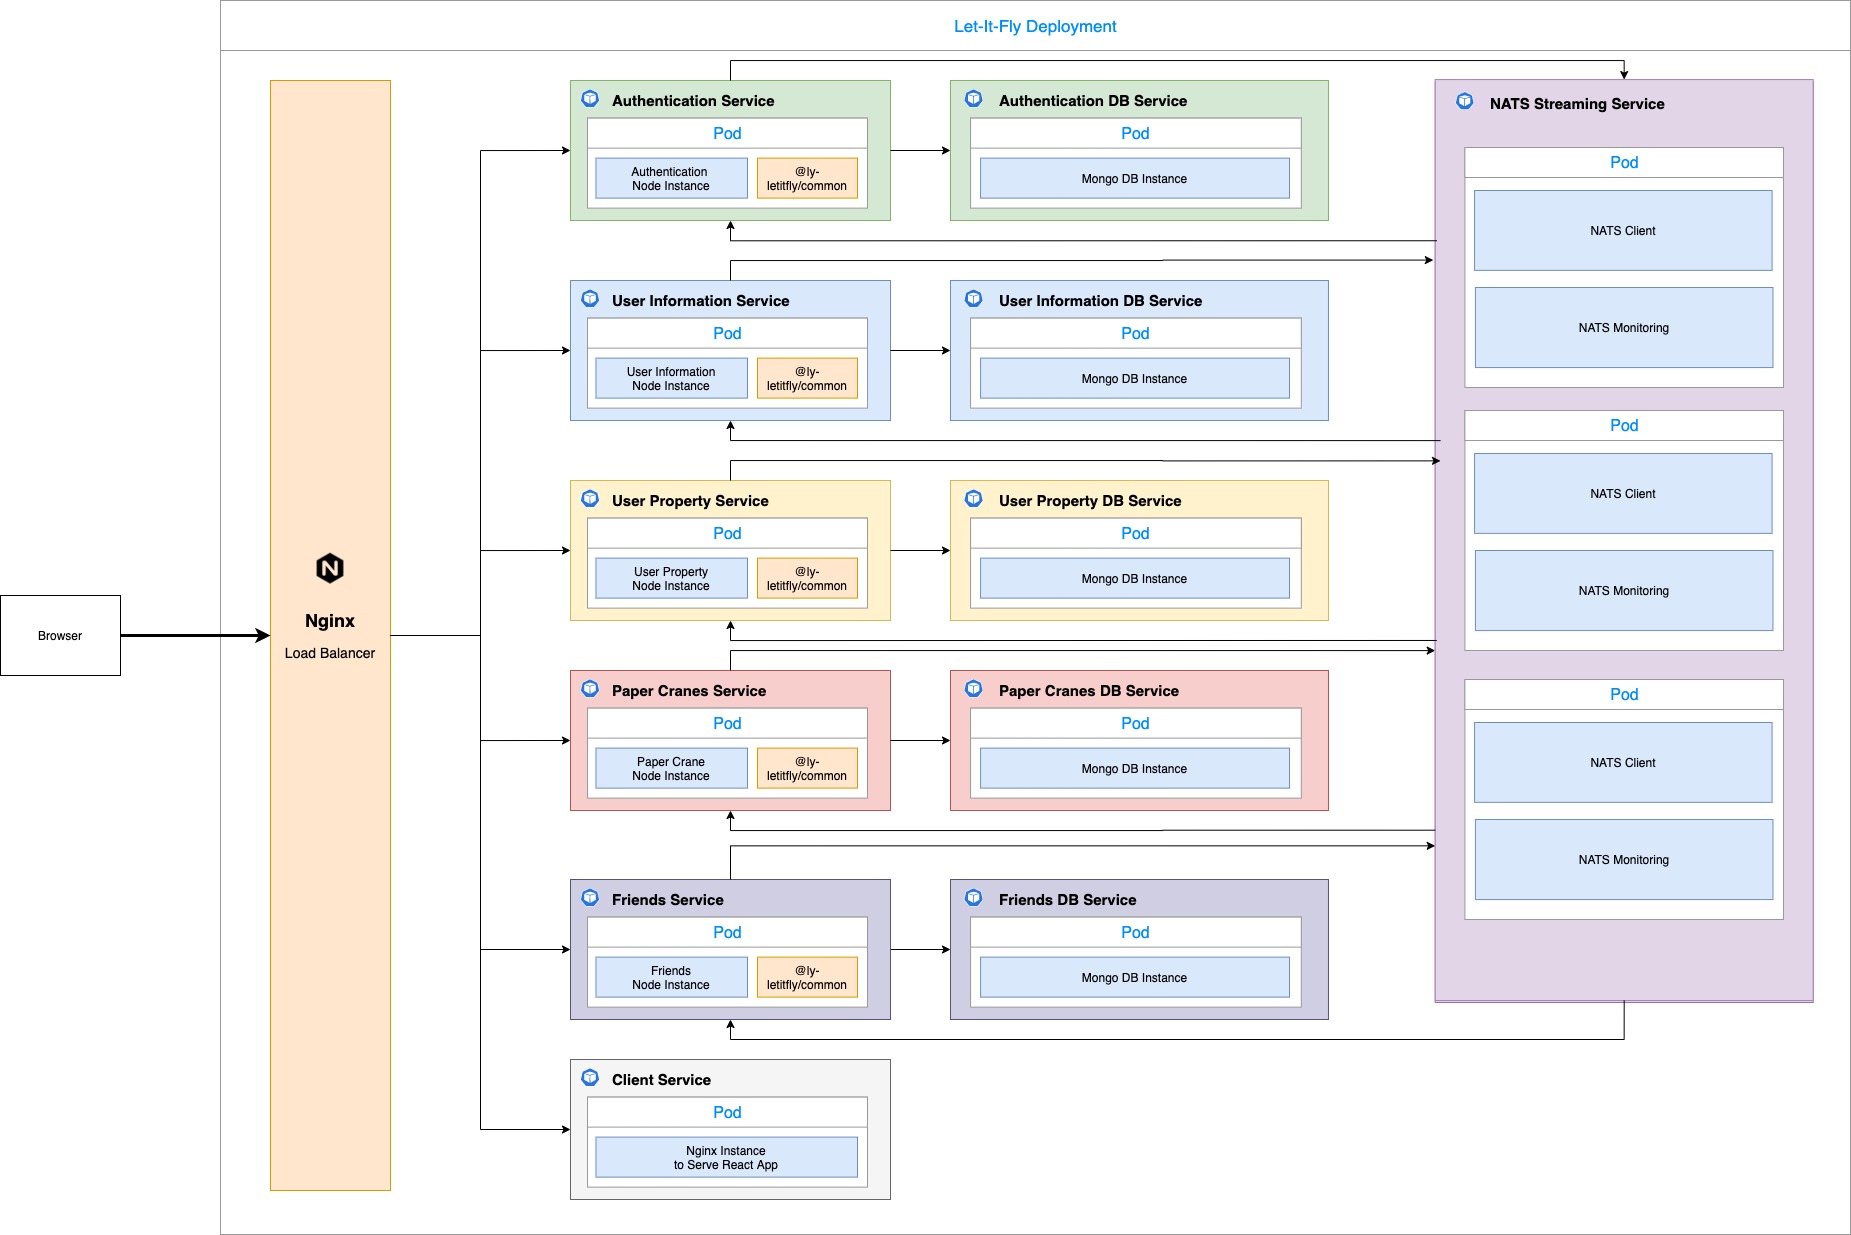 Let-It-Fly Deployment
Browser
Nginx
Load Balancer
Authentication Service
Pod
Authentication
Node Instance
@ly-
letitfly/common
Authentication DB Service
Pod
Mongo DB Instance
User Information Service
Pod
User Information
Node Instance
@ly-
letitfly/common
User Information DB Service
Pod
Mongo DB Instance
User Property Service
Pod
User Property
Node Instance
@ly-
letitfly/common
User Property DB Service
Pod
Mongo DB Instance
Paper Cranes Service
Pod
Paper Crane
Node Instance
@ly-
letitfly/common
Paper Cranes DB Service
Pod
Mongo DB Instance
Friends Service
Pod
Friends
Node Instance
@ly-
letitfly/common
Friends DB Service
Pod
Mongo DB Instance
Client Service
Pod
Nginx Instance
to Serve React App
NATS Streaming Service
Pod
NATS Client
NATS Monitoring
Pod
NATS Client
NATS Monitoring
Pod
NATS Client
NATS Monitoring